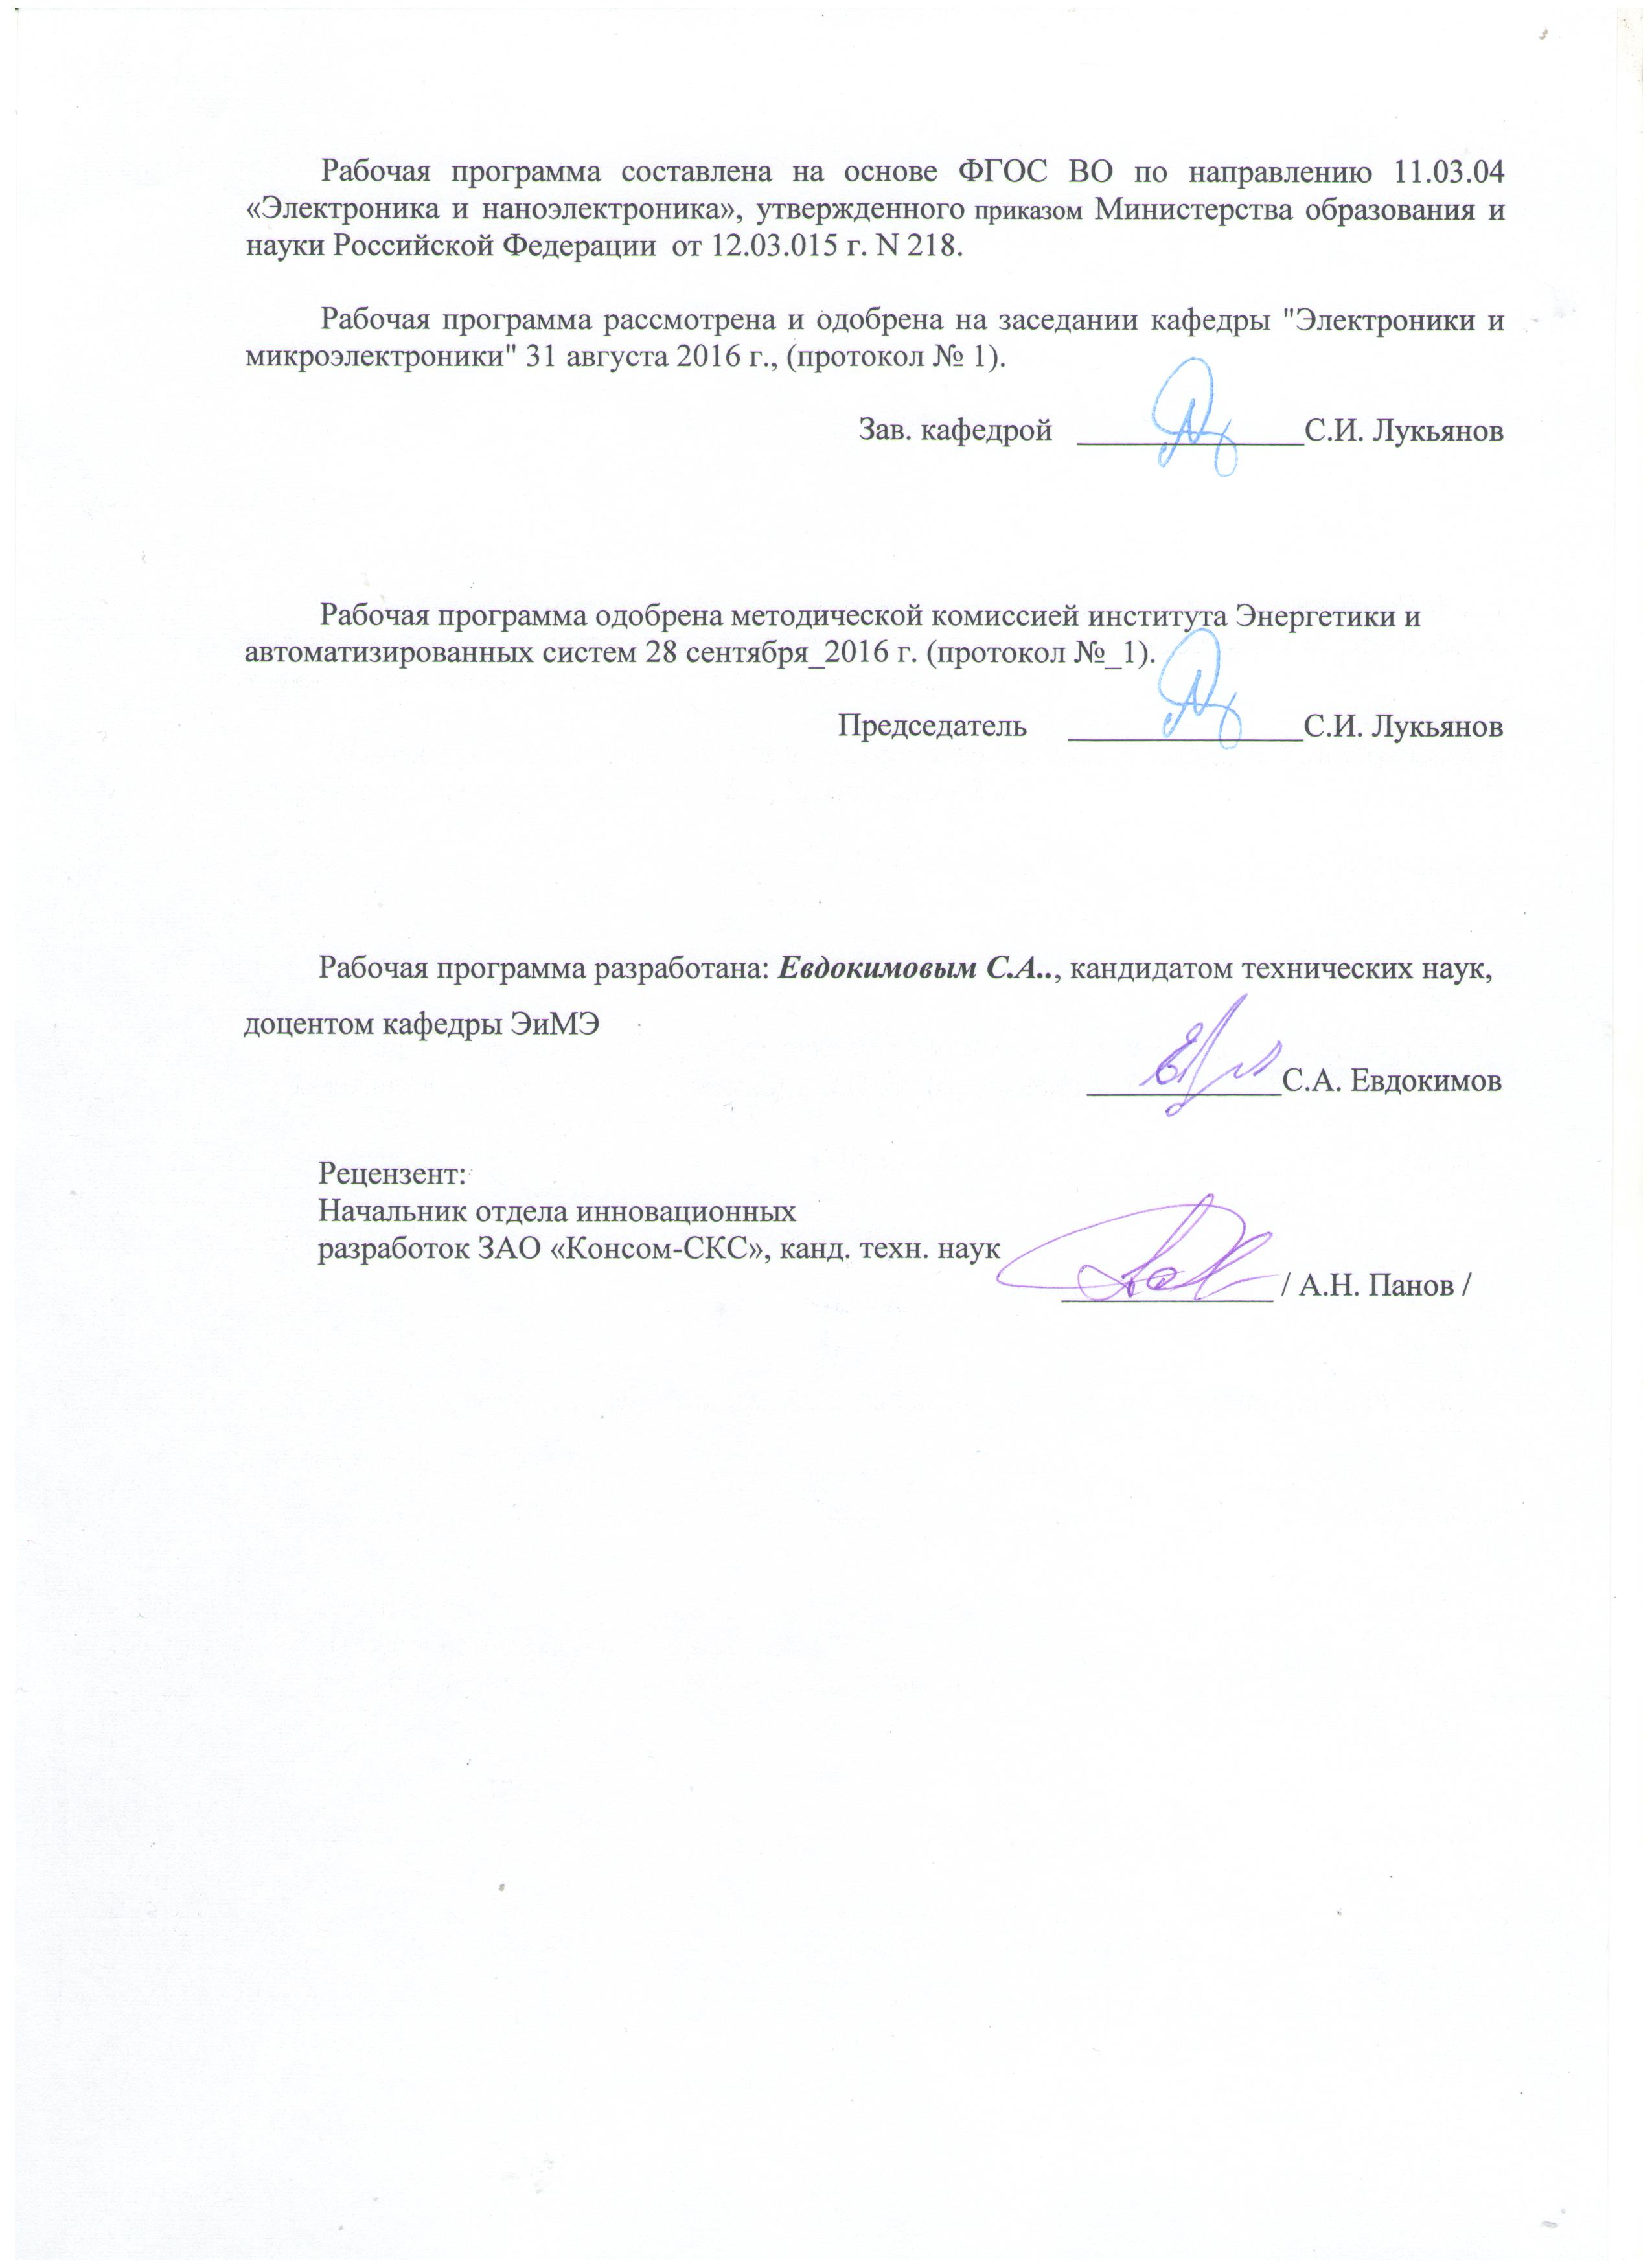 Рабочая программа составлена на основе ФГОС ВО по направлению 11.03.04
«Электроника и наноэлектроника», утвержденного приказом Министерства образования и
науки Российской Федерации от 12.03.015 г. N 218.
Рабочая программа рассмотрена и одобрена на заседании кафедры "Электроники и
микроэлектроники" 31 августа 2016 г., (протокол № 1).
Зав. кафедрой ______________С.И. Лукьянов
Рабочая программа одобрена методической комиссией института Энергетики и
автоматизированных систем 28 сентября_2016 г. (протокол №_1).
Председатель ______________С.И. Лукьянов
Рабочая программа разработана: Евдокимовым С.А.., кандидатом технических наук,
доцентом кафедры ЭиМЭ
____________С.А. Евдокимов
Рецензент:
Начальник отдела инновационных
разработок ЗАО «Консом-СКС», канд. техн. наук
_____________ / А.Н. Панов /